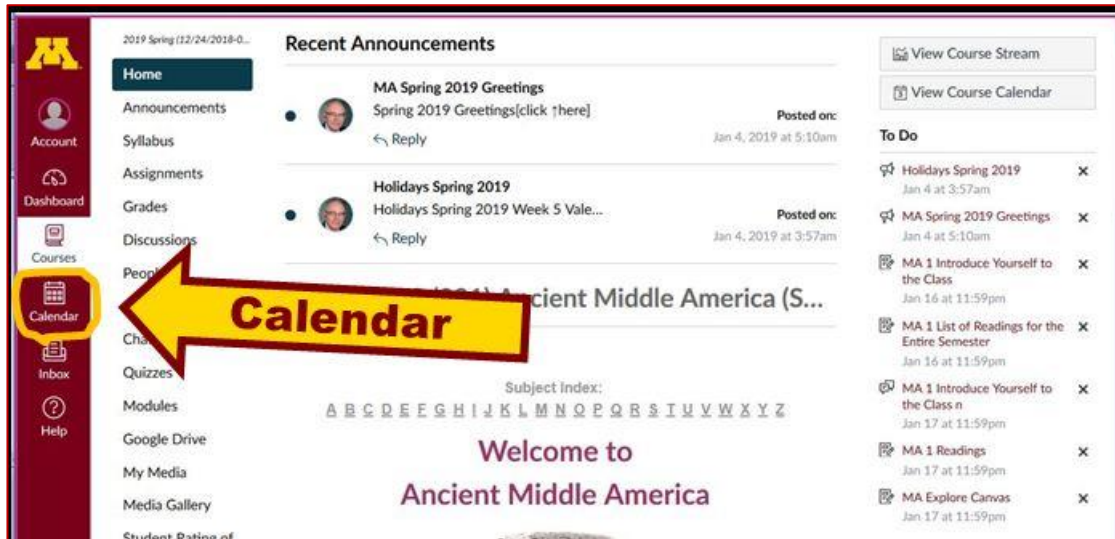 M
Account
Dashboard
Courses
Calendar
Inbox
Help
2019 Spring (12/24/2018-0...
Home
Announcements
Syllabus
Assignments
Grades
Discussions
Quizzes
Modules
Google Drive
My Media
Media Gallery
Student Rating of
Calendar
Recent Announcements
MA Spring 2019 Greetings
Spring 2019 Greetings[click ↑here]
Reply
Posted on:
Jan 4, 2019 at 5:10am
Holidays Spring 2019
Holidays Spring 2019 Week 5 Vale...
Reply
Posted on:
Jan 4, 2019 at 3:57am
Ancient Middle America (S...
Subject Index:
A B C D E F G H I J K L M N O P Q R S T U V W X Y Z
Welcome to
Ancient Middle America
View Course Stream
View Course Calendar
To Do
Holidays Spring 2019
Jan 4 at 3:57am
MA Spring 2019 Greetings
Jan 4 at 5:10am
MA 1 Introduce Yourself to
the Class
Jan 16 at 11:59pm
MA 1 List of Readings for the
Entire Semester
Jan 16 at 11:59pm
MA 1 Introduce Yourself to
the Class n
Jan 17 at 11:59pm
MA 1 Readings
Jan 17 at 11:59pm
MA Explore Canvas
Jan 17 at 11:59pm